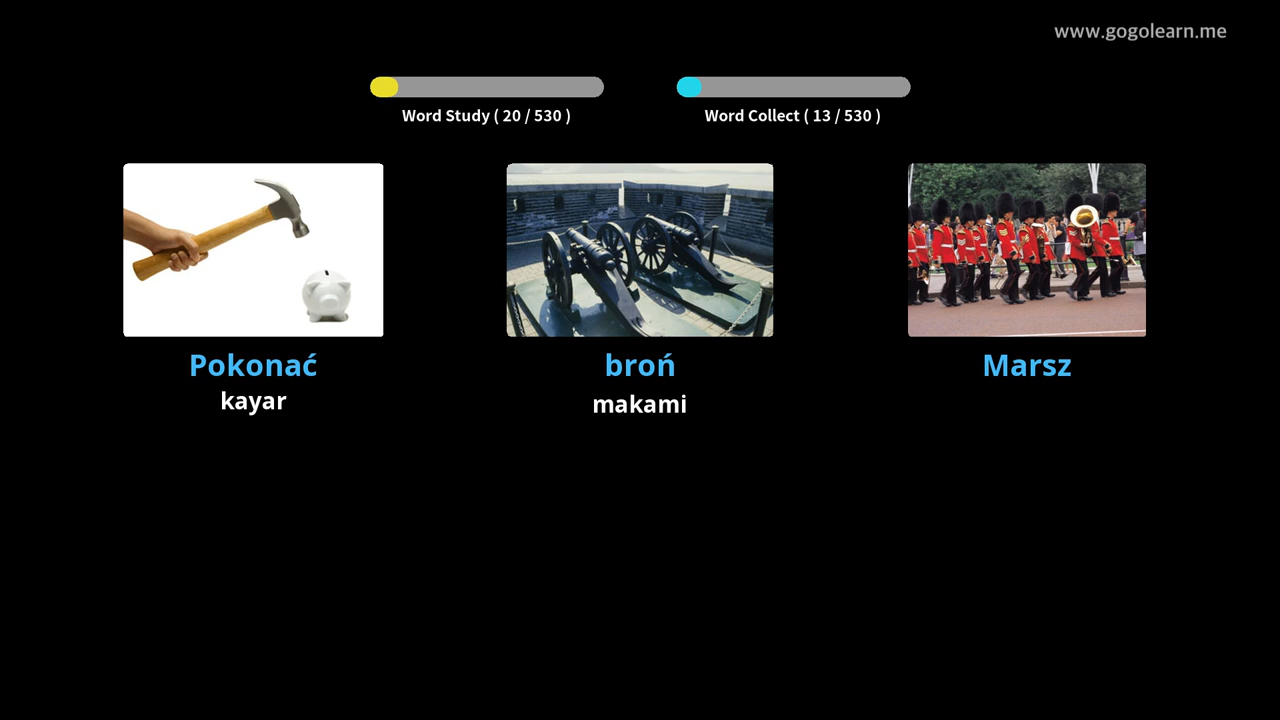 www.gogolearn.me
Word Study ( 20 / 530 )
Word Collect ( 13 / 530 )
Pokonać
kayar
broń
makami
Marsz